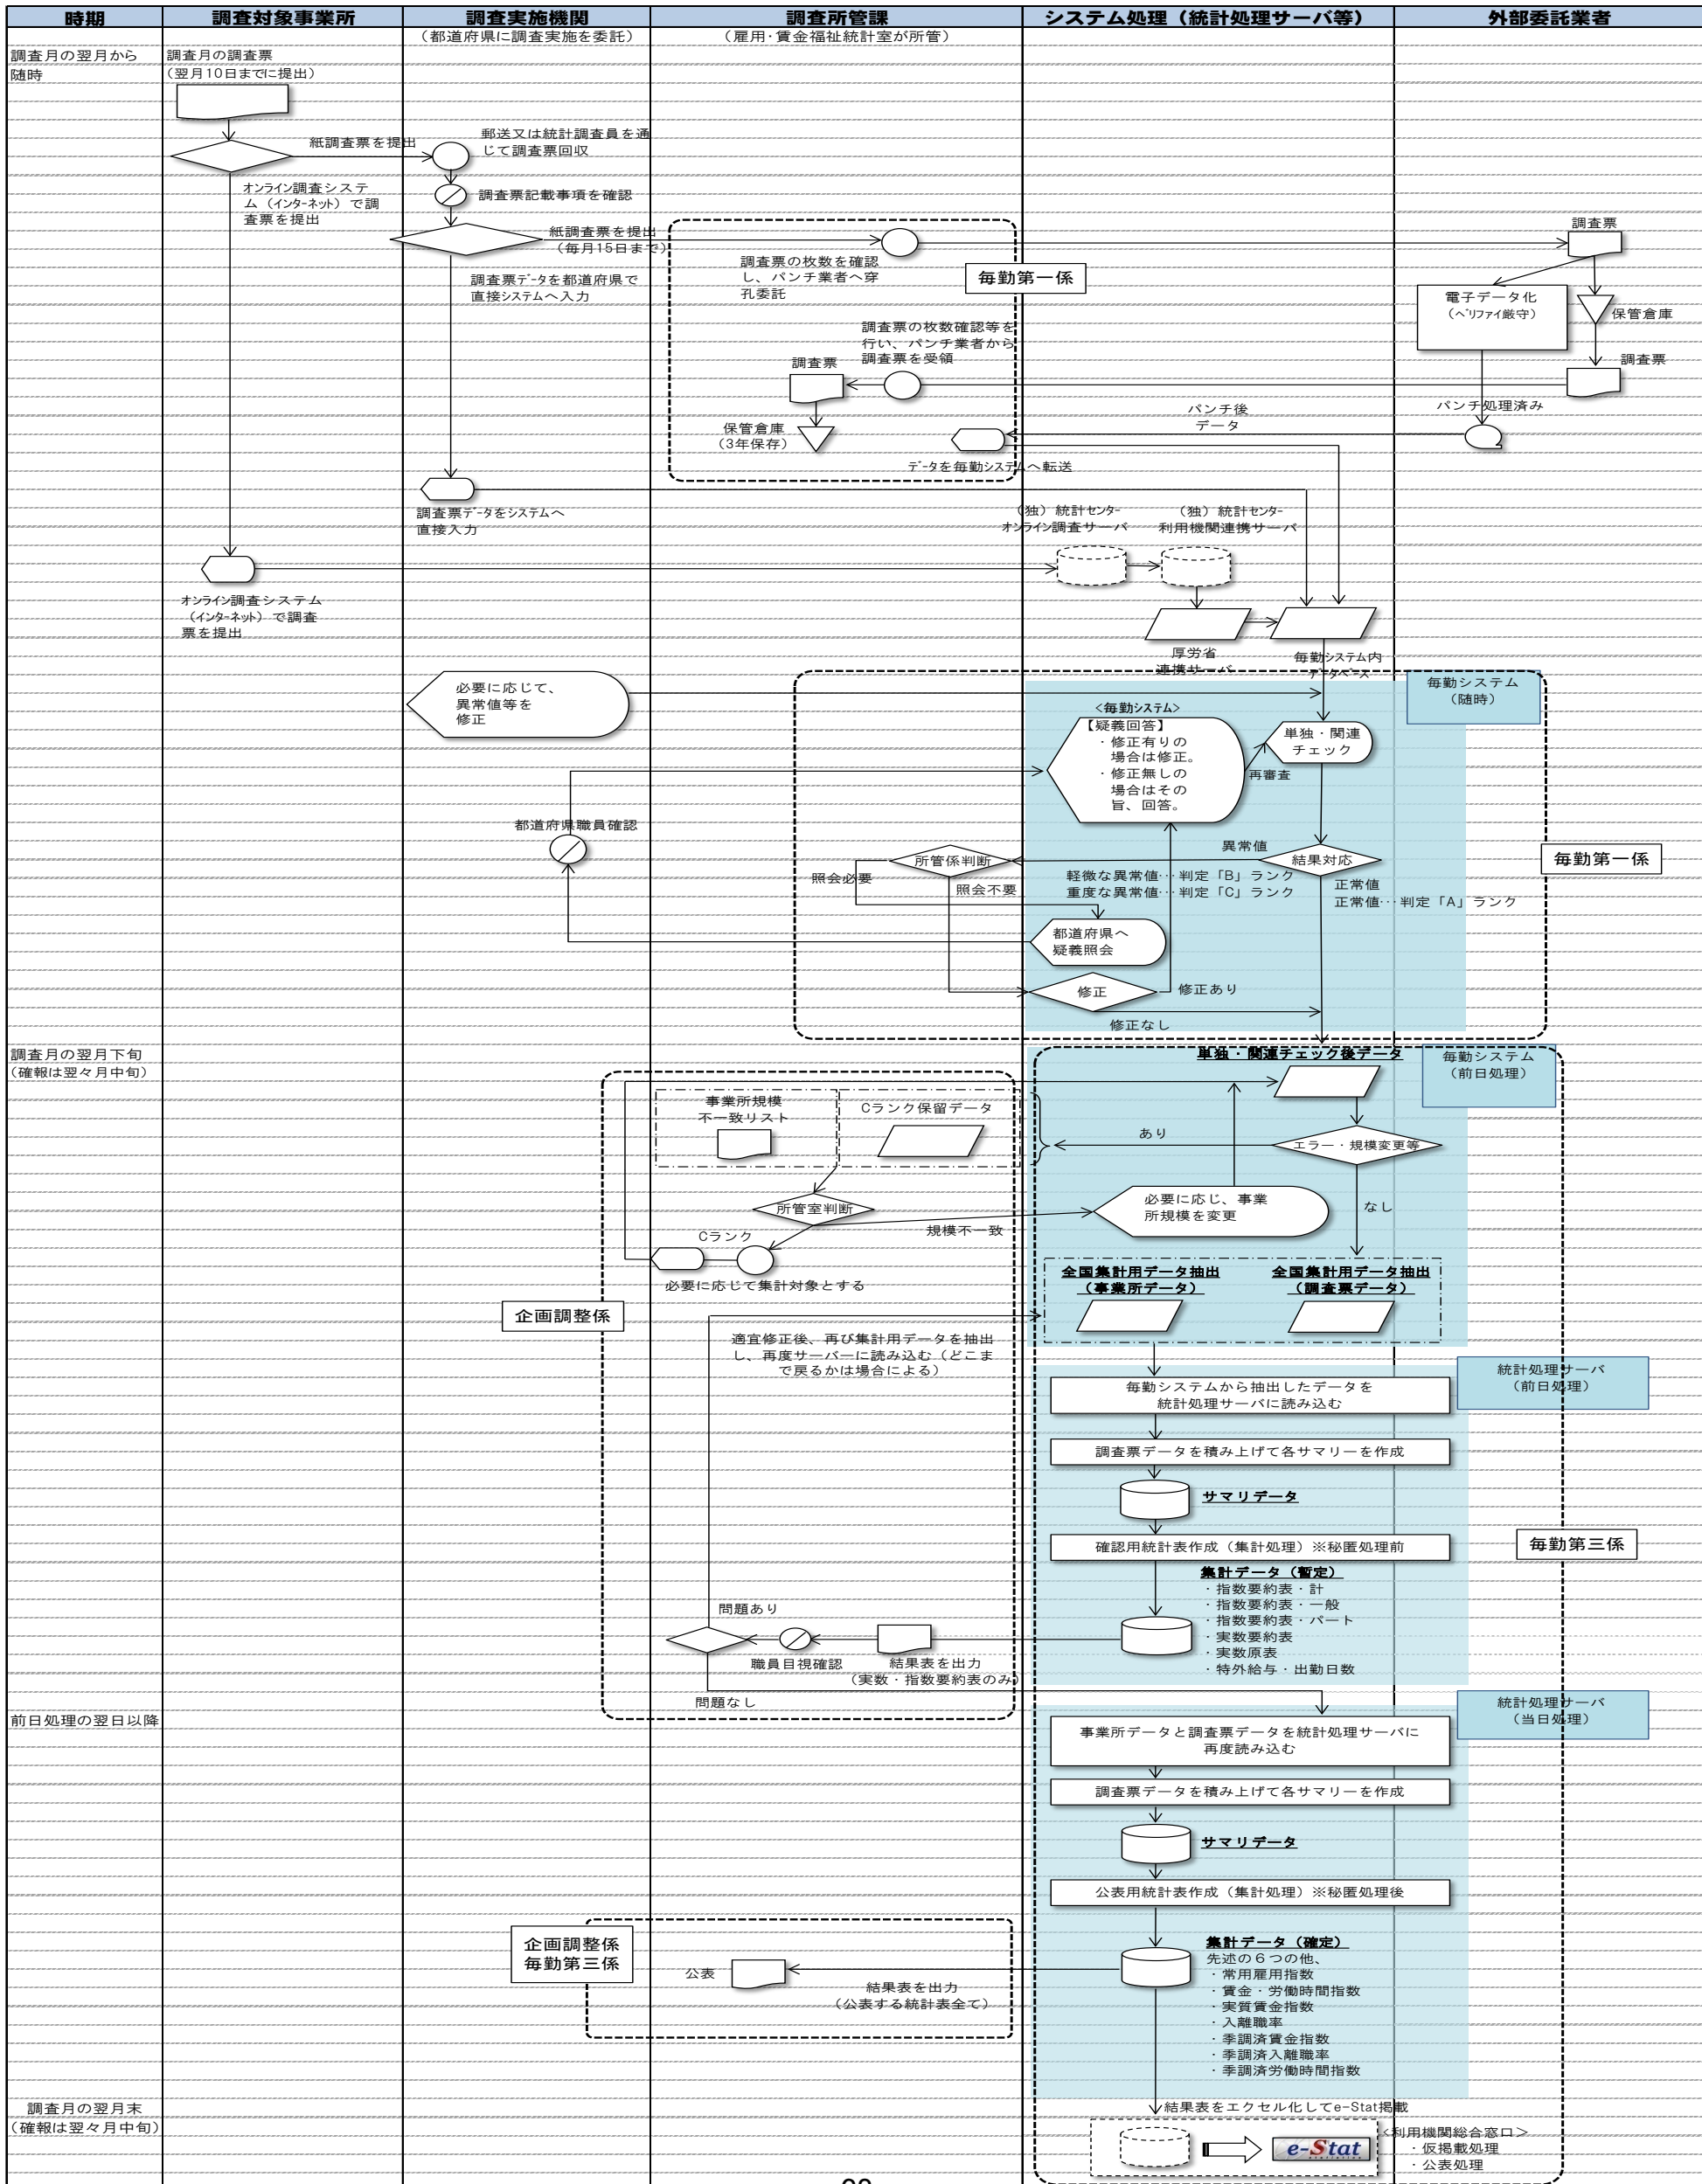 時期
調査対象事業所
調査実施機関
調査所管課
システム処理（統計処理サーバ等）
外部委託業者
（都道府県に調査実施を委託）
（雇用・賃金福祉統計室が所管）
調査月の翌月から
随時
調査月の調査票
（翌月10日までに提出）
紙調査票を提出
郵送又は統計調査員を通
じて調査票回収
オンライン調査システ
ム（インターネット）で調
査票を提出
調査票記載事項を確認
紙調査票を提出
（毎月15日まで）
調査票
調査票データを都道府県で
直接システムへ入力
調査票の枚数を確認
し、パンチ業者へ穿
孔委託
毎勤第一係
電子データ化
（ベリファイ厳守）
保管倉庫
調査票の枚数確認等を
行い、パンチ業者から
調査票を受領
調査票
調査票
パンチ後
データ
パンチ処理済み
保管倉庫
（3年保存）
データを毎勤システムへ転送
調査票データをシステムへ
直接入力
（独）統計センター
オンライン調査サーバ
（独）統計センター
利用機関連携サーバ
オンライン調査システム
（インターネット）で調査
票を提出
厚労省
連携サーバ
毎勤システム内
データベース
必要に応じて、
異常値等を
修正
毎勤システム
（随時）
<毎勤システム>
【疑義回答】
・修正有りの
場合は修正。
・修正無しの
場合はその
旨、回答。
単独・関連
チェック
再審査
都道府県職員確認
所管係判断
異常値
結果対応
毎勤第一係
照会必要
照会不要
軽微な異常値…判定「B」ランク
重度な異常値…判定「C」ランク
正常値
正常値…判定「A」ランク
都道府県へ
疑義照会
修正
修正あり
修正なし
調査月の翌月下旬
（確報は翌々月中旬）
単独・関連チェック後データ
毎勤システム
（前日処理）
事業所規模
不一致リスト
Cランク保留データ
あり
エラー・規模変更等
所管室判断
必要に応じ、事業
所規模を変更
なし
規模不一致
Cランク
必要に応じて集計対象とする
全国集計用データ抽出
（事業所データ）
全国集計用データ抽出
（調査票データ）
企画調整係
適宜修正後、再び集計用データを抽出
し、再度サーバーに読み込む（どこま
で戻るかは場合による）
統計処理サーバ
（前日処理）
毎勤システムから抽出したデータを
統計処理サーバに読み込む
調査票データを積み上げて各サマリーを作成
サマリデータ
確認用統計表作成（集計処理）※秘匿処理前
毎勤第三係
集計データ（暫定）
・指数要約表・計
・指数要約表・一般
・指数要約表・パート
・実数要約表
・実数原表
・特外給与・出勤日数
問題あり
職員目視確認
結果表を出力
（実数・指数要約表のみ）
問題なし
前日処理の翌日以降
統計処理サーバ
（当日処理）
事業所データと調査票データを統計処理サーバに
再度読み込む
調査票データを積み上げて各サマリーを作成
サマリデータ
公表用統計表作成（集計処理）※秘匿処理後
企画調整係
毎勤第三係
公表
結果表を出力
（公表する統計表全て）
集計データ（確定）
先述の６つの他、
・常用雇用指数
・賃金・労働時間指数
・実質賃金指数
・入離職率
・季調済賃金指数
・季調済入離職率
・季調済労働時間指数
調査月の翌月末
（確報は翌々月中旬）
結果表をエクセル化してe-Stat掲載
e-Stat
<利用機関総合窓口>
・仮掲載処理
・公表処理